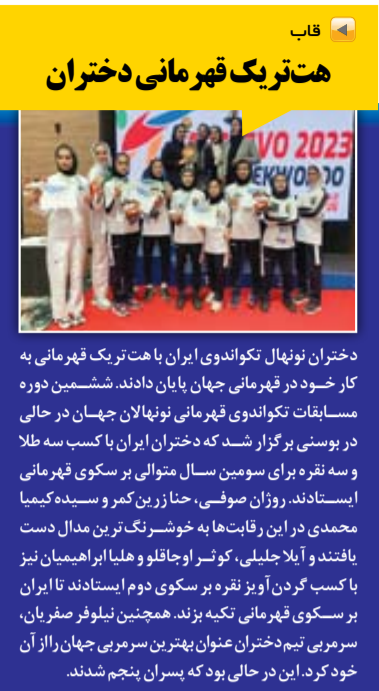 قاب
هت‌تریک قهرمانی دختران
VO 2023
EKWONDO
دختران نونهال تکواندوی ایران با هت‌تریک قهرمانی به
کار خود در قهرمانی جهان پایان دادند. ششمین دوره
مسابقات تکواندوی قهرمانی نونهالان جهان در حالی
در بوسنی برگزار شد که دختران ایران با کسب سه طلا
و سه نقره برای سومین سال متوالی بر سکوی قهرمانی
ایستادند. روژان صوفی، حنا زرین کمر و سیده کیمیا
محمدی در این رقابت‌ها به خوشرنگ‌ترین مدال دست
یافتند و آیلا جلیلی، کوثر اوجاقلو و هلیا ابراهیمیان نیز
با کسب گردن آویز نقره بر سکوی دوم ایستادند تا ایران
بر سکوی قهرمانی تکیه بزند. همچنین نیلوفر صفریان،
سرمربی تیم دختران عنوان بهترین سرمربی جهان را از آن
خود کرد. این در حالی بود که پسران پنجم شدند.